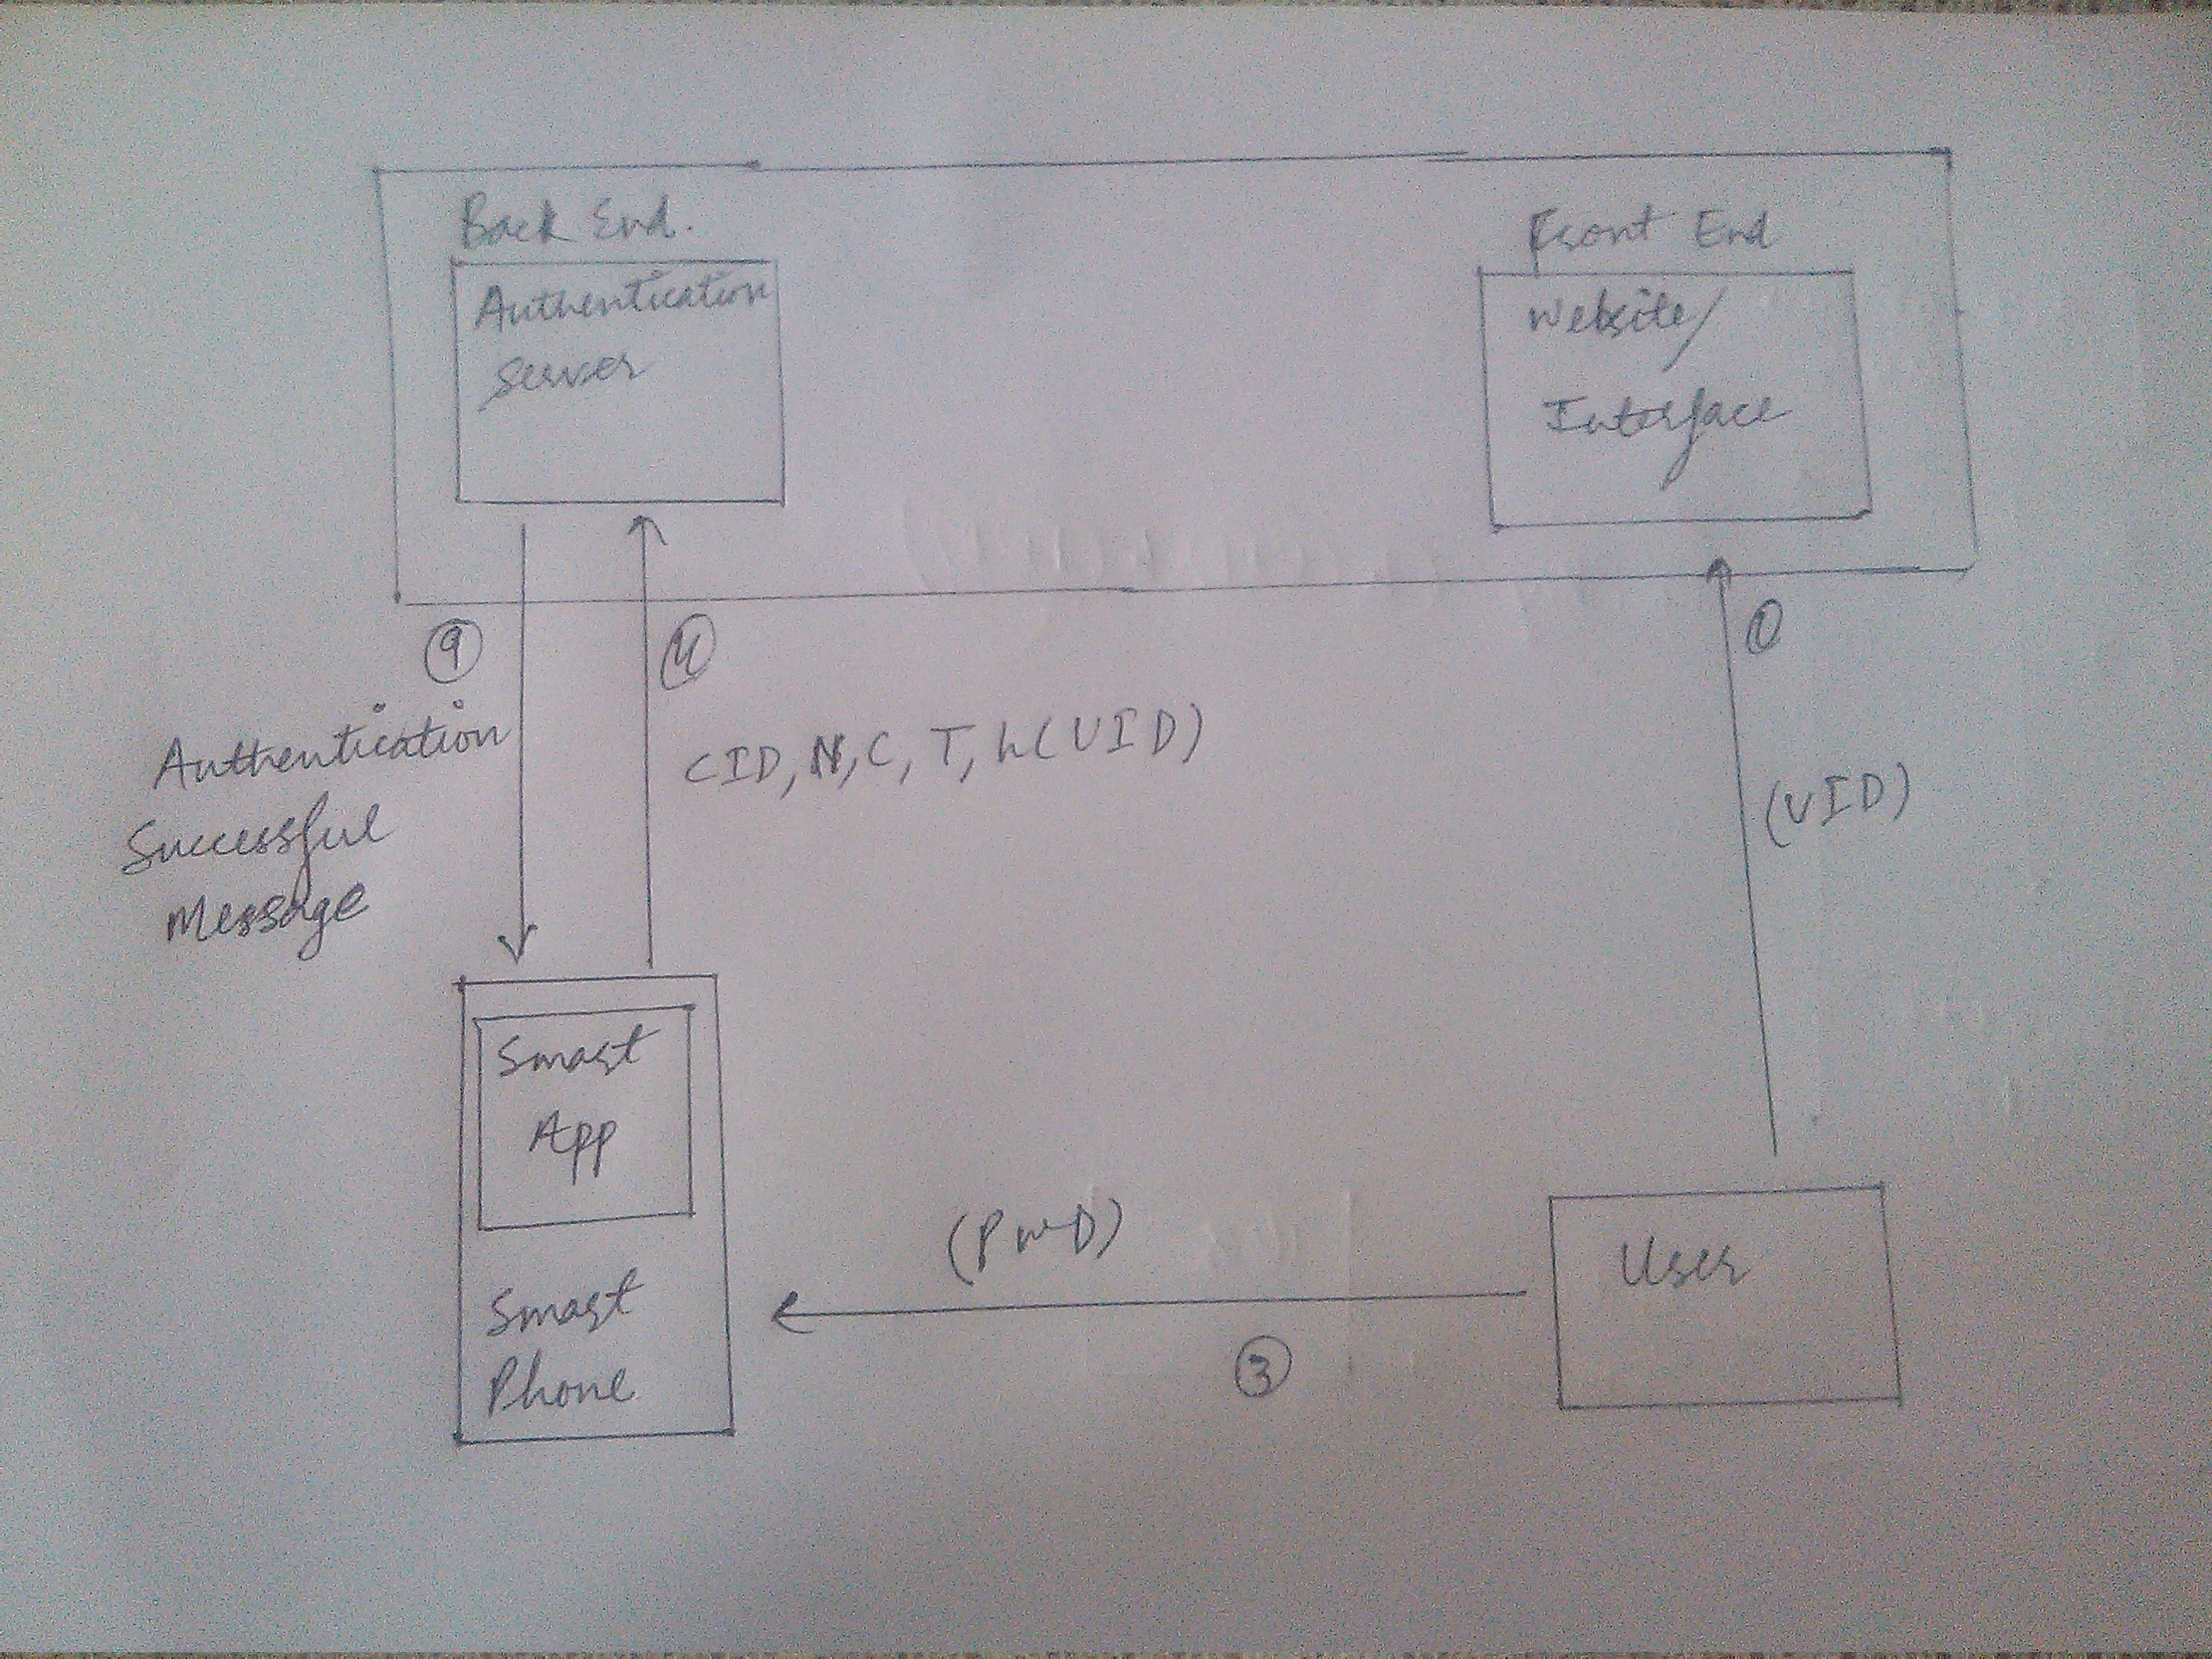 Back End.
Front End
Authentication
Server
Website/
Interface
9
4
1
CID, N, C, T, h(UID)
(UID)
Authentication
Successful
Message
Smart
App
Smart
Phone
(PWD)
3
User